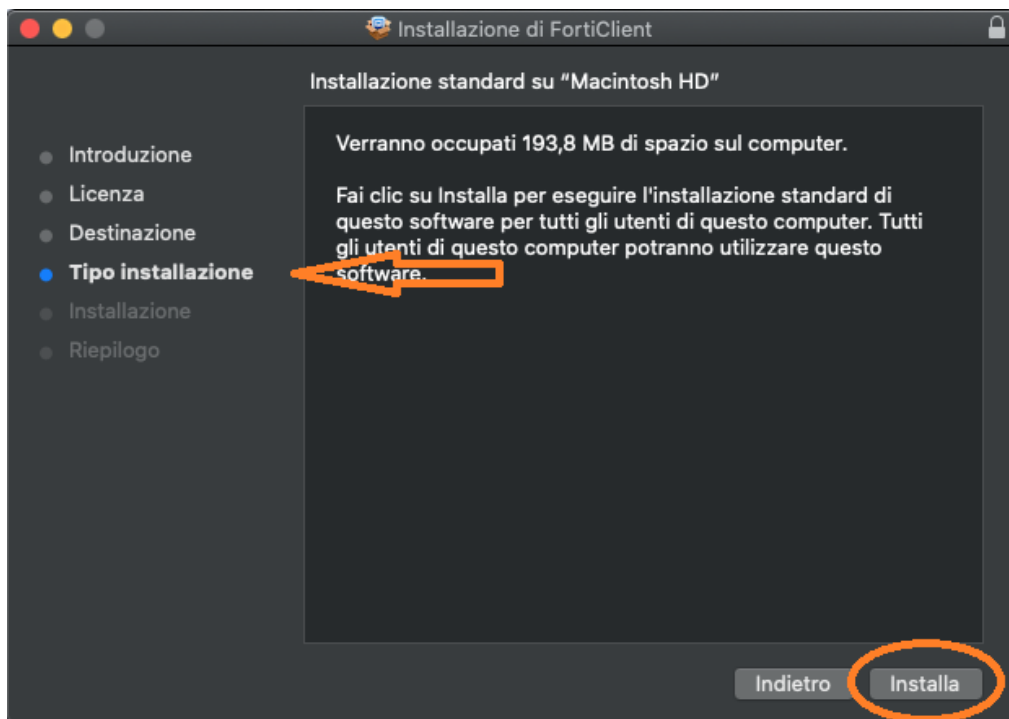 Installazione di FortiClient
Installazione standard su “Macintosh HD”
Introduzione
Licenza
Destinazione
Tipo installazione
Installazione
Riepilogo
Verranno occupati 193,8 MB di spazio sul computer.
Fai clic su Installa per eseguire l'installazione standard di
questo software per tutti gli utenti di questo computer. Tutti
gli utenti di questo computer potranno utilizzare questo
software.
Indietro
Installa